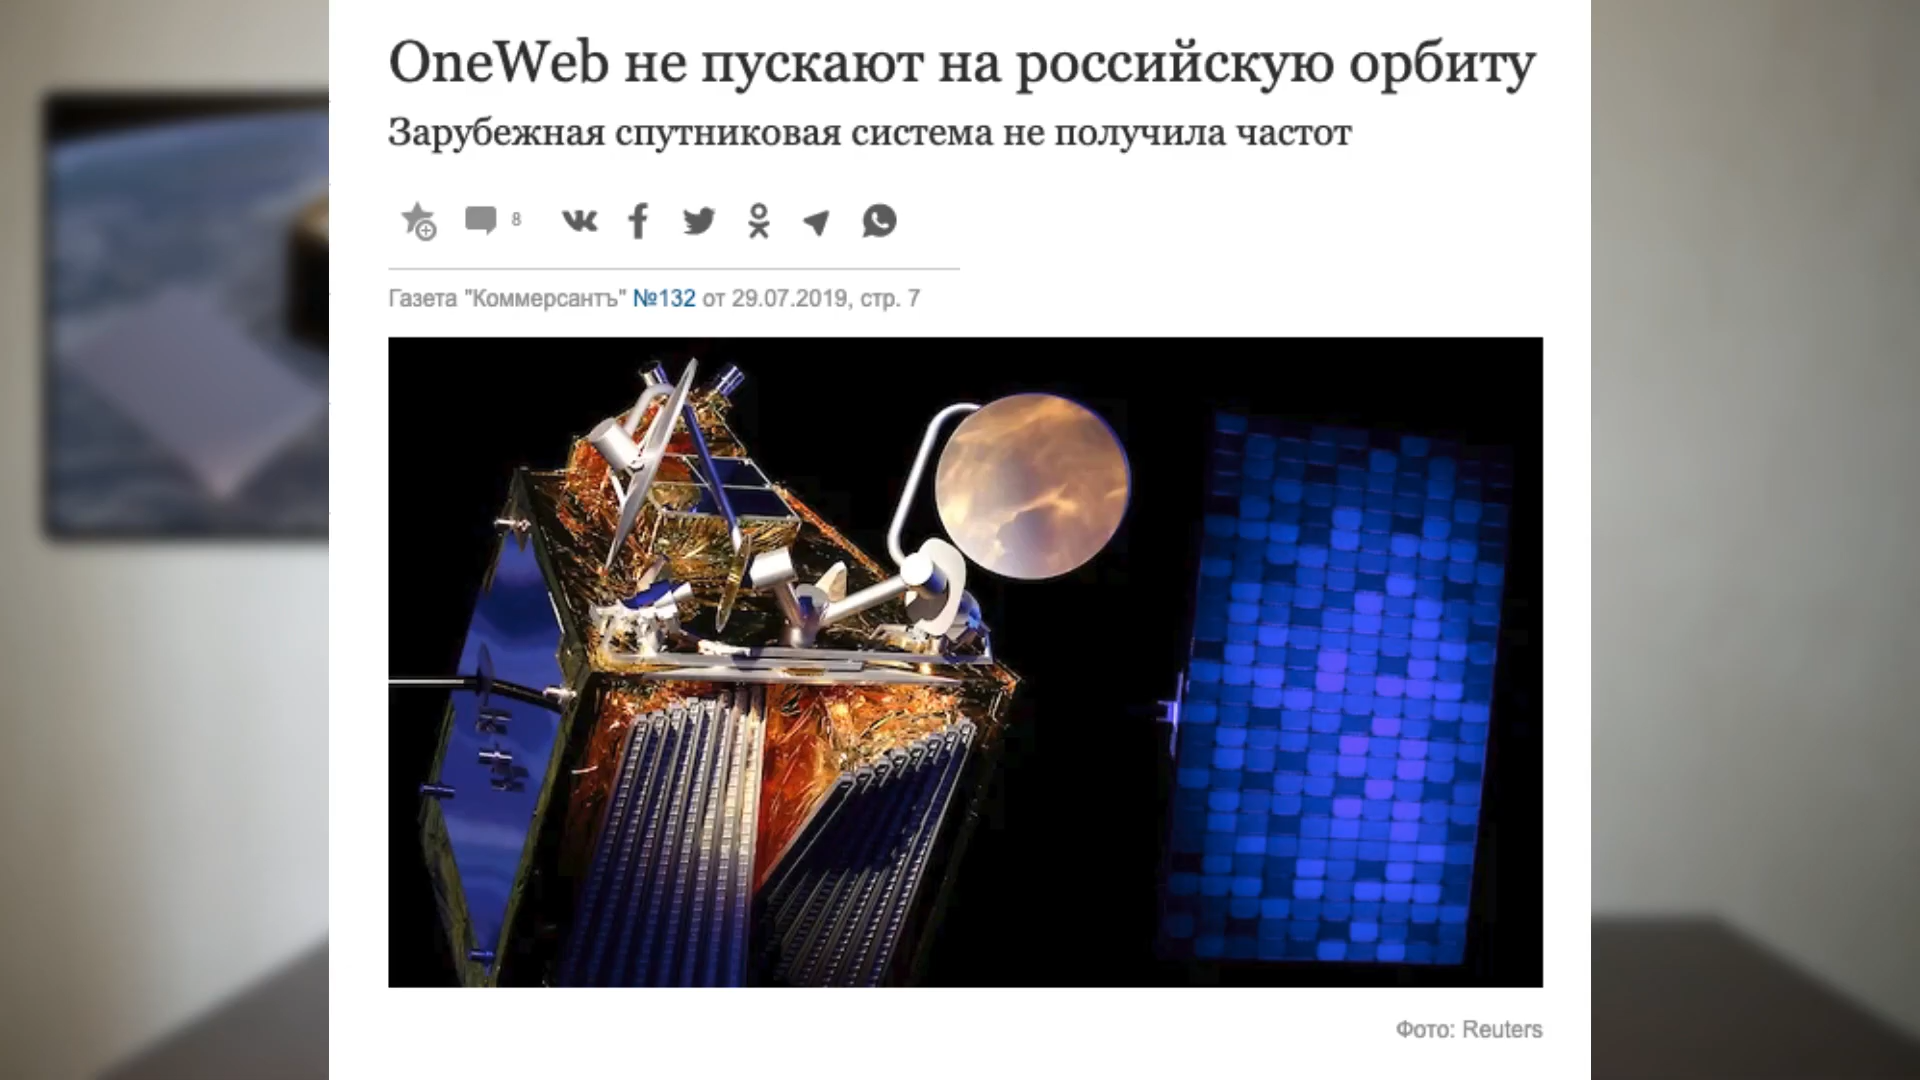 OneWeb не пускают на российскую орбиту
Зарубежная спутниковая система не получила частот
8
Газета "Коммерсантъ" №132 от 29.07.2019, стр. 7
Фото: Reuters